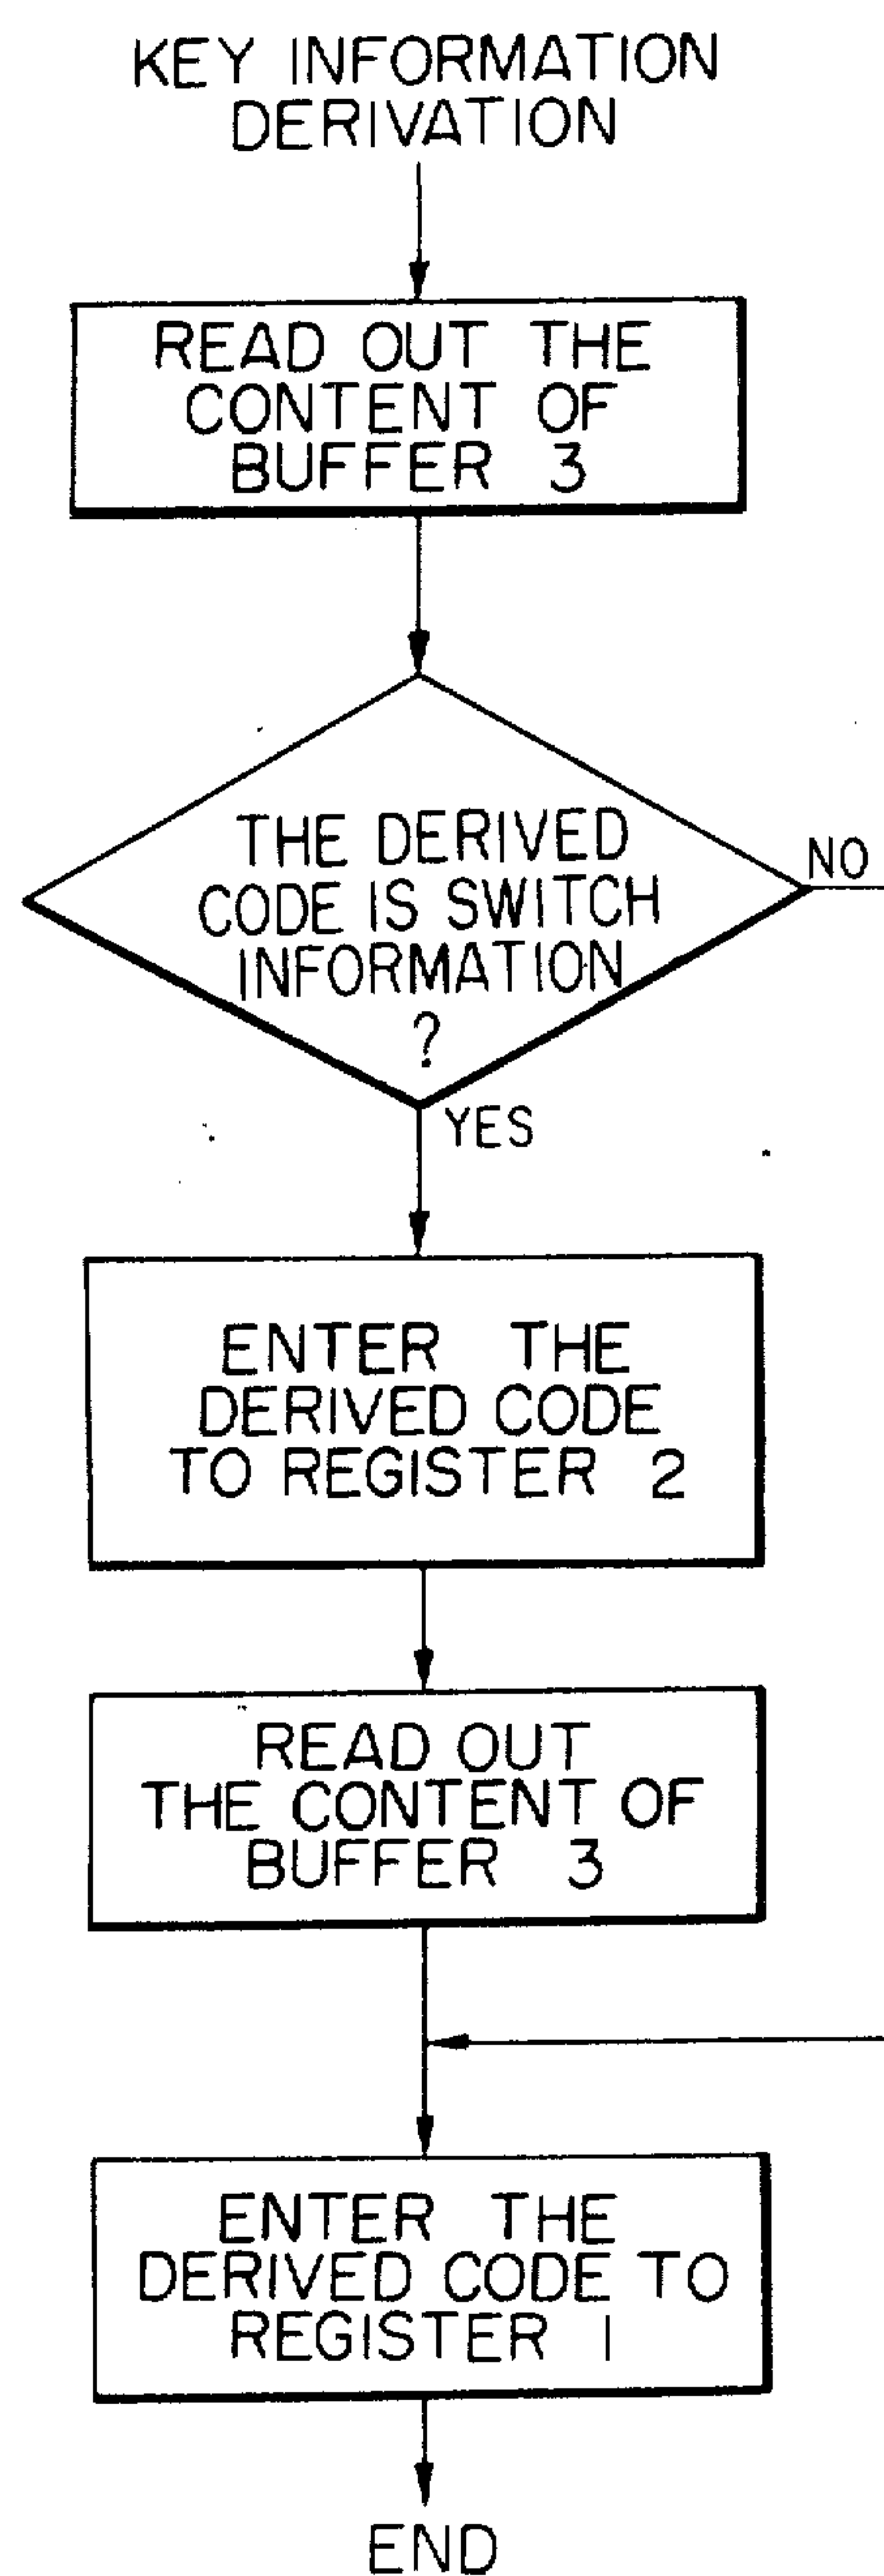 KEY INFORMATION
DERIVATION
READ OUT THE
CONTENT OF
BUFFER 3
THE DERIVED
CODE IS SWITCH
INFORMATION
?
NO
YES
ENTER THE
DERIVED CODE
TO REGISTER 2
READ OUT
THE CONTENT OF
BUFFER 3
ENTER THE
DERIVED CODE TO
REGISTER 1
END